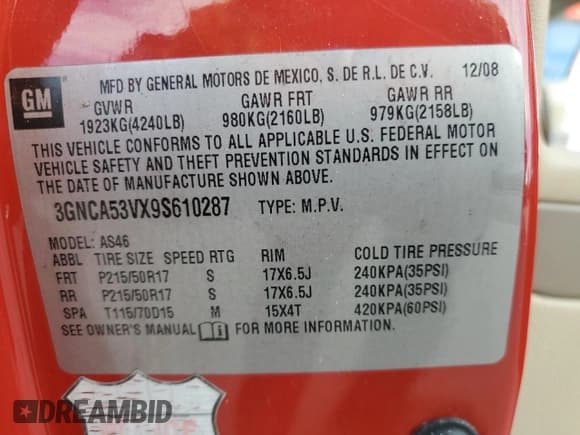 GM
MFD BY GENERAL MOTORS DE MEXICO, S. DE R.L. DE C.V. 12/08
GVWR GAWR FRT GAWR RR
1923KG(4240LB) 980KG(2160LB) 979KG(2158LB)
THIS VEHICLE CONFORMS TO ALL APPLICABLE U.S. FEDERAL MOTOR
VEHICLE SAFETY AND THEFT PREVENTION STANDARDS IN EFFECT ON
THE DATE OF MANUFACTURE SHOWN ABOVE.
3GNCA53VX9S610287 TYPE: M.P.V.
MODEL: AS46
ABBL TIRE SIZE SPEED RTG RIM COLD TIRE PRESSURE
FRT P215/50R17 S 17X6.5J 240KPA(35PSI)
RR P215/50R17 S 17X6.5J 240KPA(35PSI)
SPA T115/70D15 M 15X4T 420KPA(60PSI)
SEE OWNER'S MANUAL FOR MORE INFORMATION.
DREAMBID